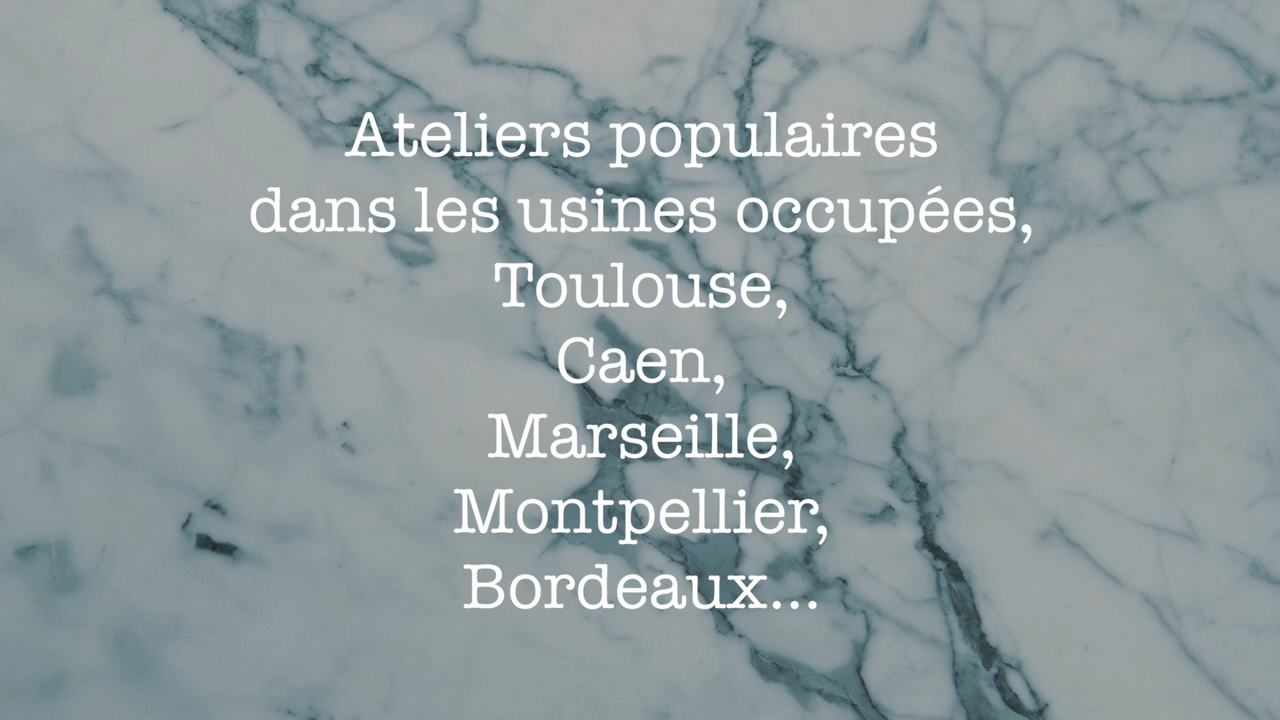 Ateliers populaires
dans les usines occupées,
Toulouse,
Caen,
Marseille,
Montpellier,
Bordeaux...